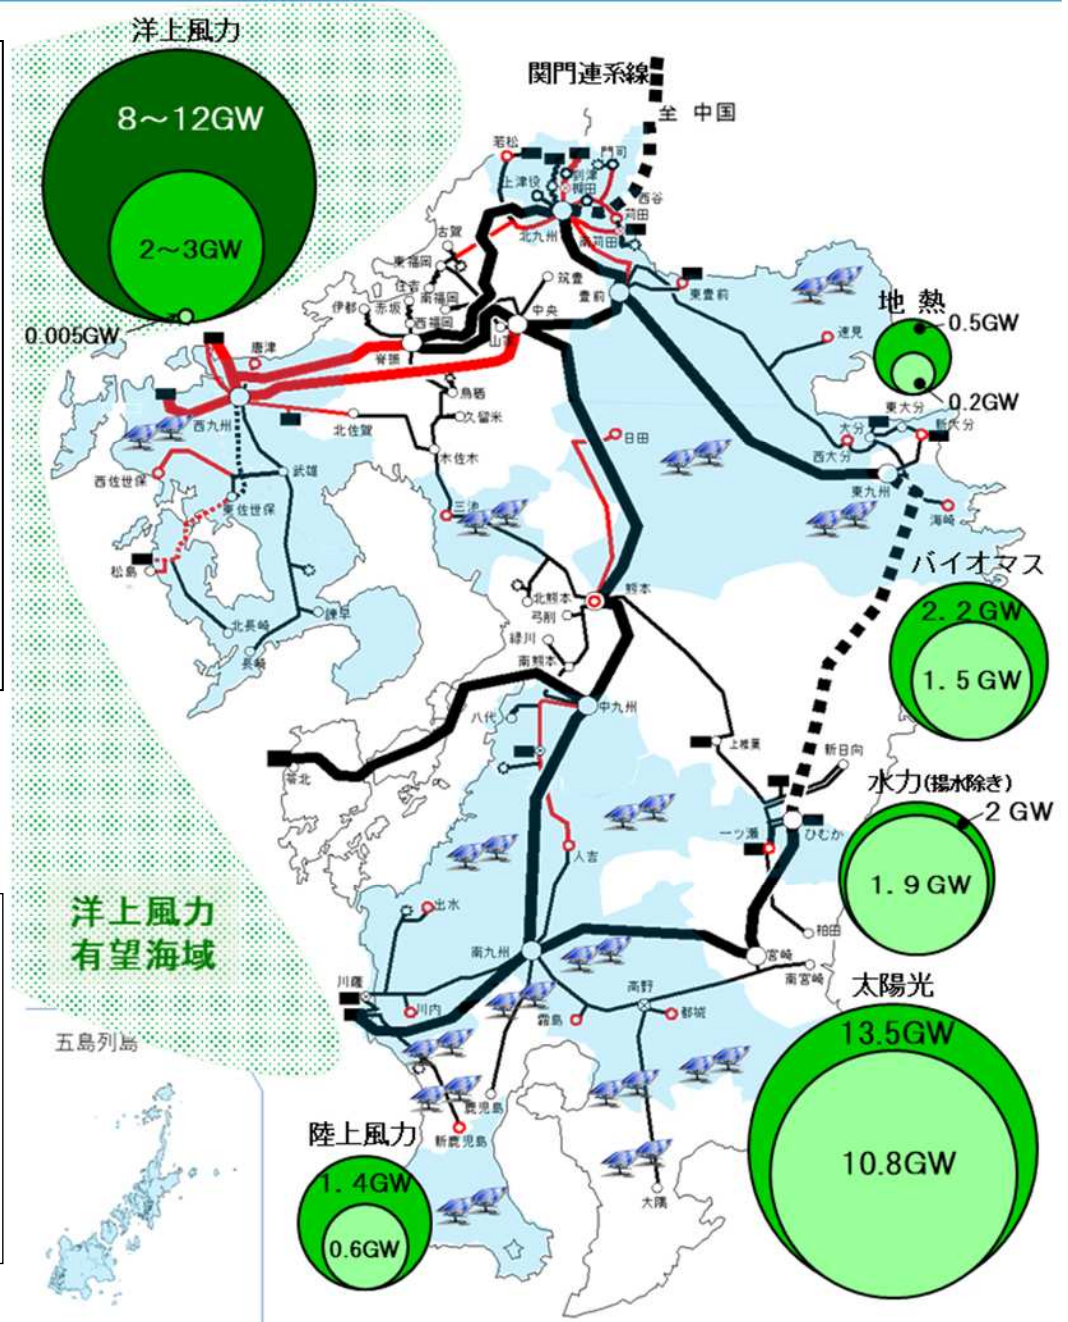 洋上風力
8～12GW
2～3GW
0.005GW
関門連系線
至 中国
若松
門司
上津役
西谷
苅田
北九州
南苅田
古賀
東福岡
住吉
南福岡
伊都
赤坂
西福岡
脊振
筑豊
中央
豊前
東豊前
地 熱
0.5GW
0.2GW
速見
唐津
西九州
北佐賀
鳥栖
久留米
木佐木
三池
日田
東大分
大分
新大分
西大分
東九州
海崎
西佐世保
東佐世保
武雄
松島
北長崎
諫早
長崎
北熊本
熊本
弓削
緑川
南熊本
バイオマス
2.2GW
1.5GW
八代
中九州
苓北
上椎葉
新日向
水力(揚水除き)
2 GW
1.9GW
一ツ瀬
ひむか
人吉
出水
柏田
洋上風力
有望海域
南九州
宮崎
南宮崎
川薩
川内
霧島
高野
都城
太陽光
13.5GW
10.8GW
五島列島
鹿児島
新鹿児島
大隅
陸上風力
1.4GW
0.6GW